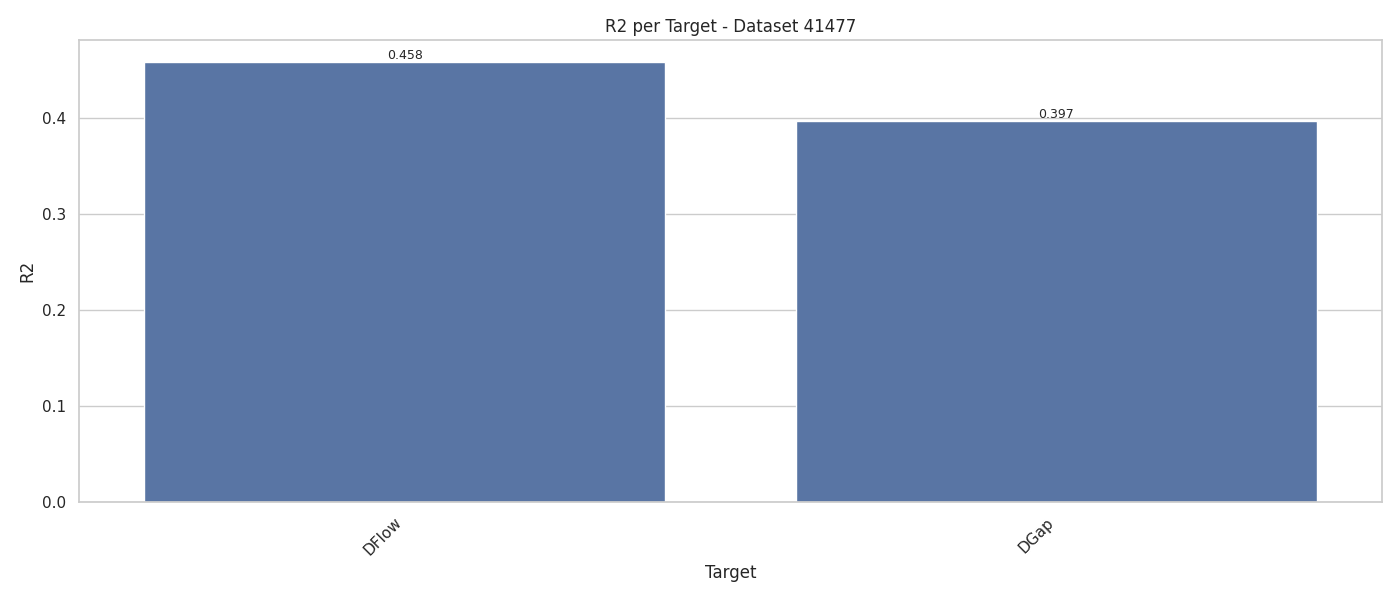 R2 per Target - Dataset 41477
0.458
0.397
0.4
0.3
0.2
0.1
0.0
R2
DFlow
DGap
Target